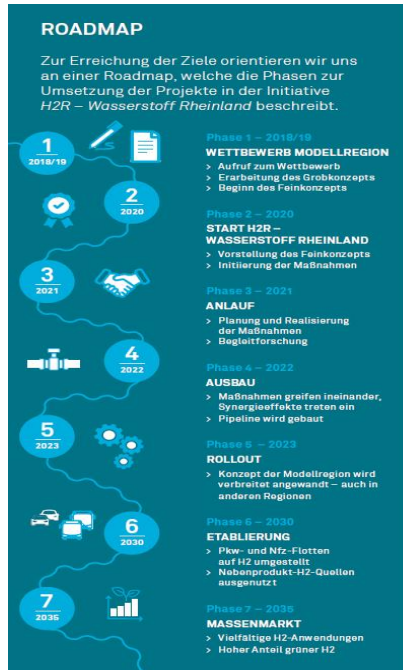 ROADMAP
Zur Erreichung der Ziele orientieren wir uns
an einer Roadmap, welche die Phasen zur
Umsetzung der Projekte in der Initiative
H2R – Wasserstoff Rheinland beschreibt.
1
2018/19
Phase 1 – 2018/19
WETTBEWERB MODELLREGION
> Aufruf zum Wettbewerb
> Erarbeitung des Grobkonzepts
> Beginn des Feinkonzepts
2
2020
Phase 2 – 2020
START H2R –
WASSERSTOFF RHEINLAND
> Vorstellung des Feinkonzepts
> Initiierung der Maßnahmen
3
2021
Phase 3 – 2021
ANLAUF
> Planung und Realisierung
der Maßnahmen
> Begleitforschung
4
2022
Phase 4 – 2022
AUSBAU
> Maßnahmen greifen ineinander,
Synergieeffekte treten ein
> Pipeline wird gebaut
5
2023
Phase 5 – 2023
ROLLOUT
> Konzept der Modellregion wird
verbreitet angewandt – auch in
anderen Regionen
6
2030
Phase 6 – 2030
ETABLIERUNG
> Pkw- und Nfz-Flotten
auf H2 umgestellt
> Nebenprodukt-H2-Quellen
ausgenutzt
7
2035
Phase 7 – 2035
MASSENMARKT
> Vielfältige H2-Anwendungen
> Hoher Anteil grüner H2